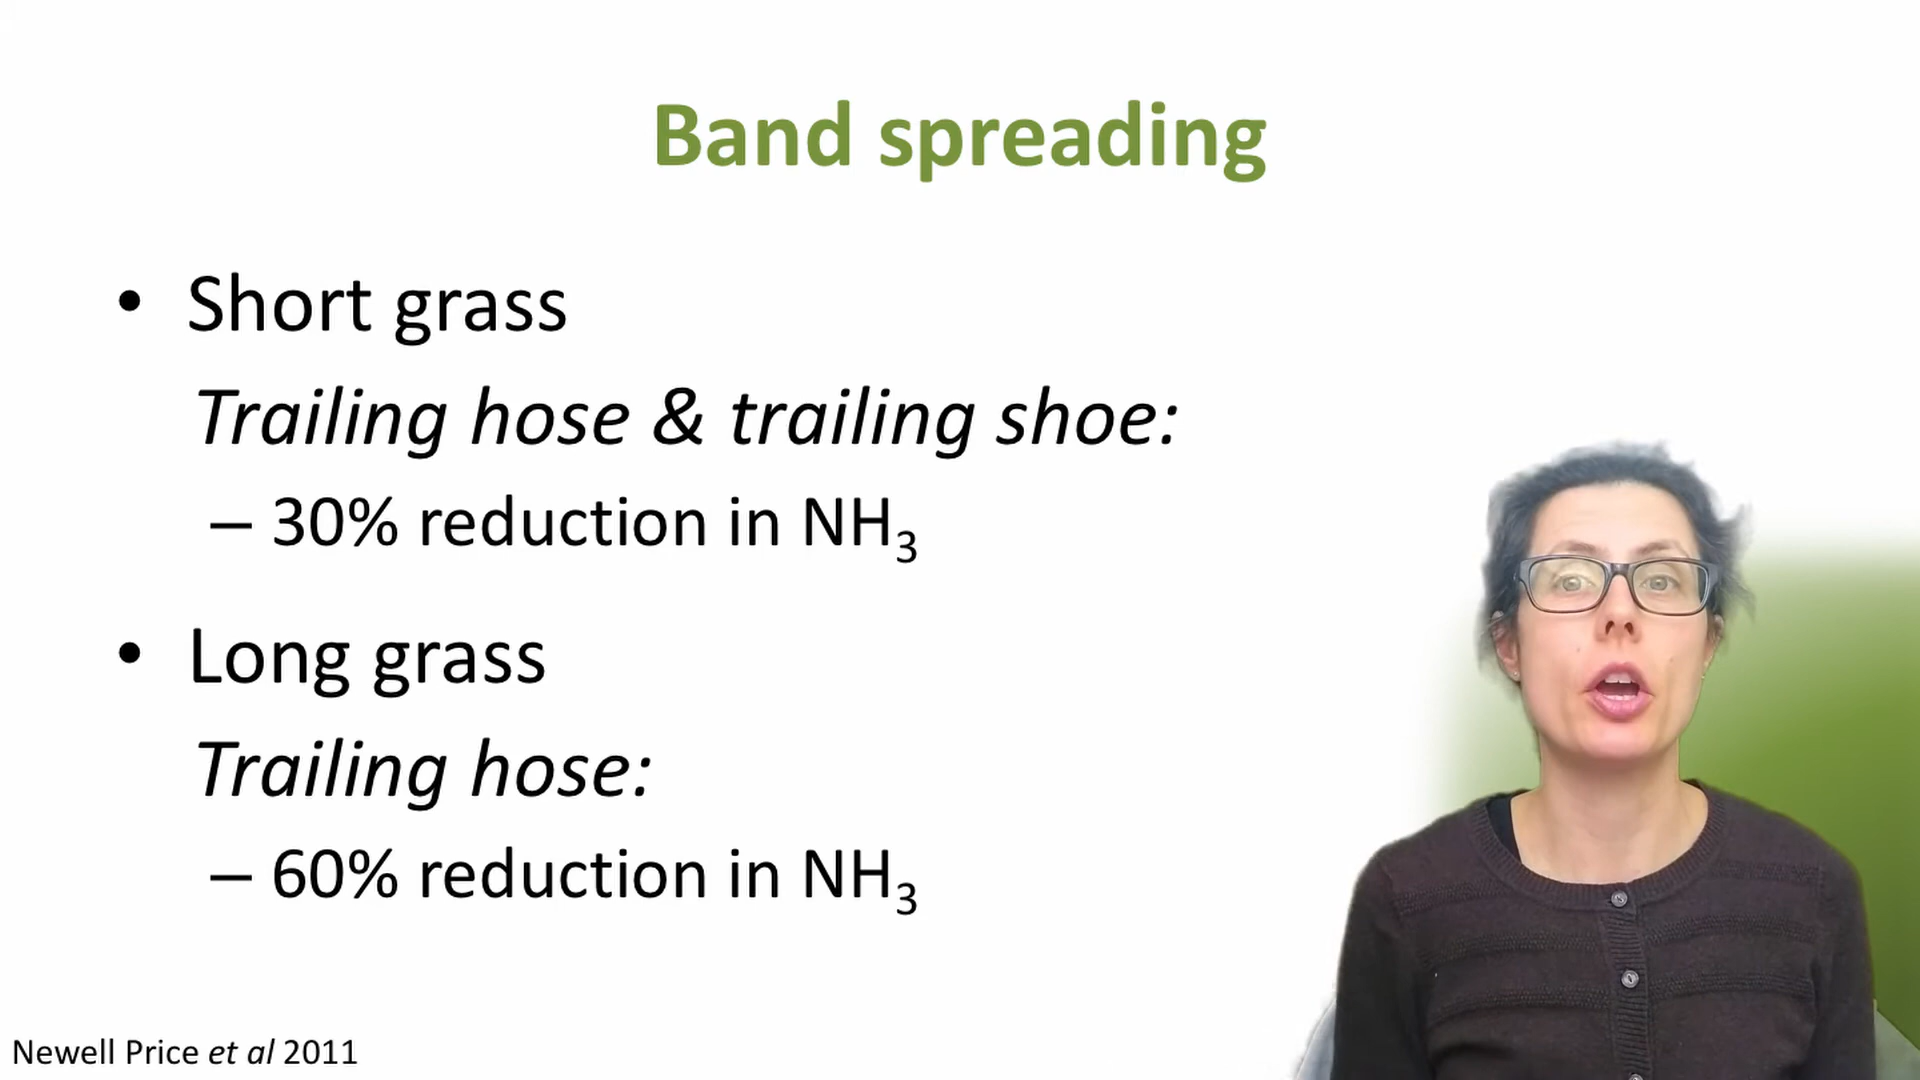 Band spreading
• Short grass
Trailing hose & trailing shoe:
– 30% reduction in NH₃
• Long grass
Trailing hose:
– 60% reduction in NH₃
Newell Price et al 2011